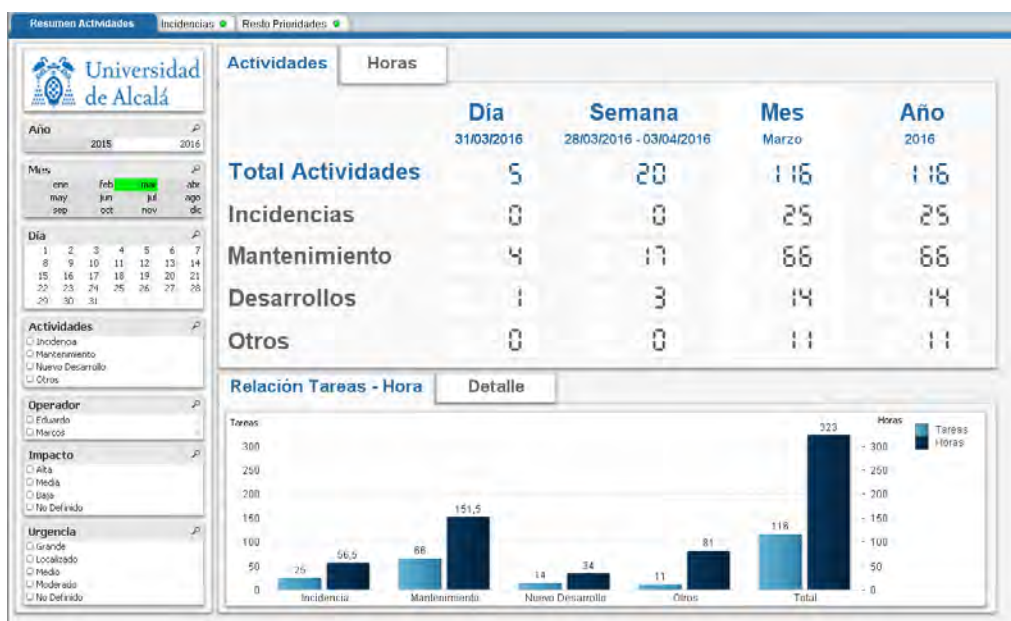 Resumen Actividades Incidencias Resto Prioridades
Universidad
de Alcalá
Año
2015 2016
Mes
ene feb mar abr
may jun jul ago
sep oct nov dic
Día
1 2 3 4 5 6 7
8 9 10 11 12 13 14
15 16 17 18 19 20 21
22 23 24 25 26 27 28
29 30 31
Actividades
Incidencia
Mantenimiento
Nuevo Desarrollo
Otros
Operador
Eduardo
Marcos
Impacto
Alta
Media
Baja
No Definido
Urgencia
Grande
Localizado
Medio
Moderado
No Definido
Actividades Horas
Día Semana Mes Año
31/03/2016 28/03/2016 - 03/04/2016 Marzo 2016
Total Actividades 5 20 116 116
Incidencias 0 0 25 25
Mantenimiento 4 17 66 66
Desarrollos 1 3 14 14
Otros 0 0 11 11
Relación Tareas - Hora Detalle
Tareas Horas
300 300
250 250
200 200
150 150
100 100
50 50
0 0
25 56,5 66 151,5 14 34 11 81 116 323
Incidencia Mantenimiento Nuevo Desarrollo Otros Total
Tareas
Horas